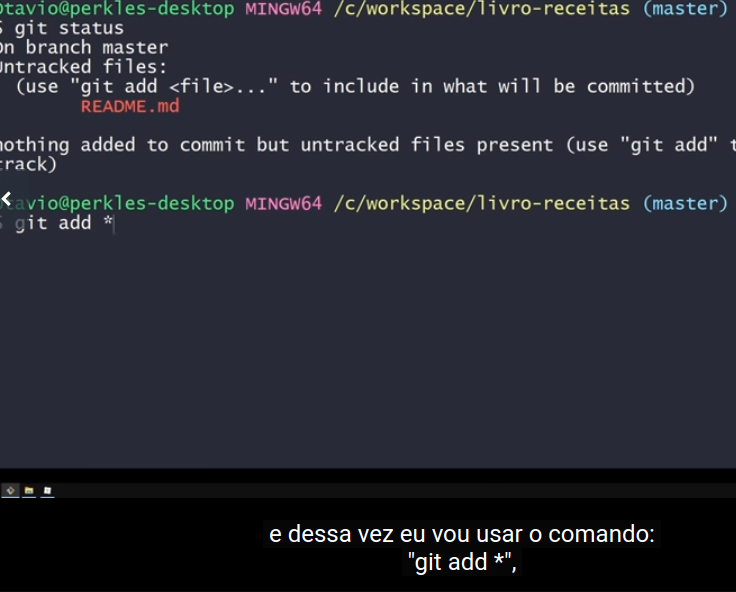 otavio@perkles-desktop MINGW64 /c/workspace/livro-receitas (master)
$ git status
On branch master
Untracked files:
(use "git add <file>..." to include in what will be committed)
README.md
nothing added to commit but untracked files present (use "git add" t
track)
otavio@perkles-desktop MINGW64 /c/workspace/livro-receitas (master)
$ git add *
e dessa vez eu vou usar o comando:
"git add *",